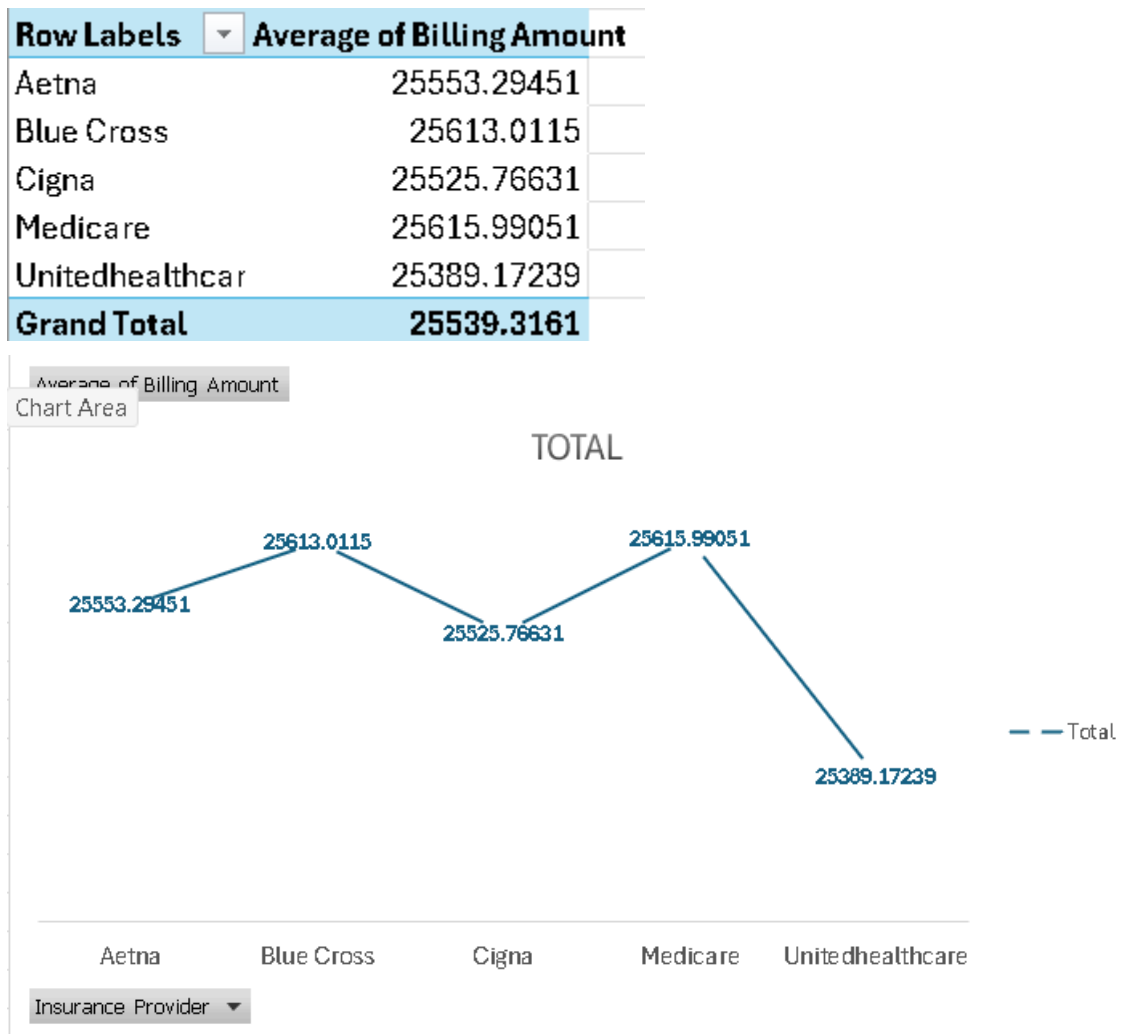 Row Labels Average of Billing Amount
Aetna 25553.29451
Blue Cross 25613.0115
Cigna 25525.76631
Medicare 25615.99051
Unitedhealthcar 25389.17239
Grand Total 25539.3161
Average of Billing Amount
Chart Area
TOTAL
25613.0115 25615.99051
25553.29451
25525.76631
Total
25389.17239
Aetna Blue Cross Cigna Medicare Unitedhealthcare
Insurance Provider